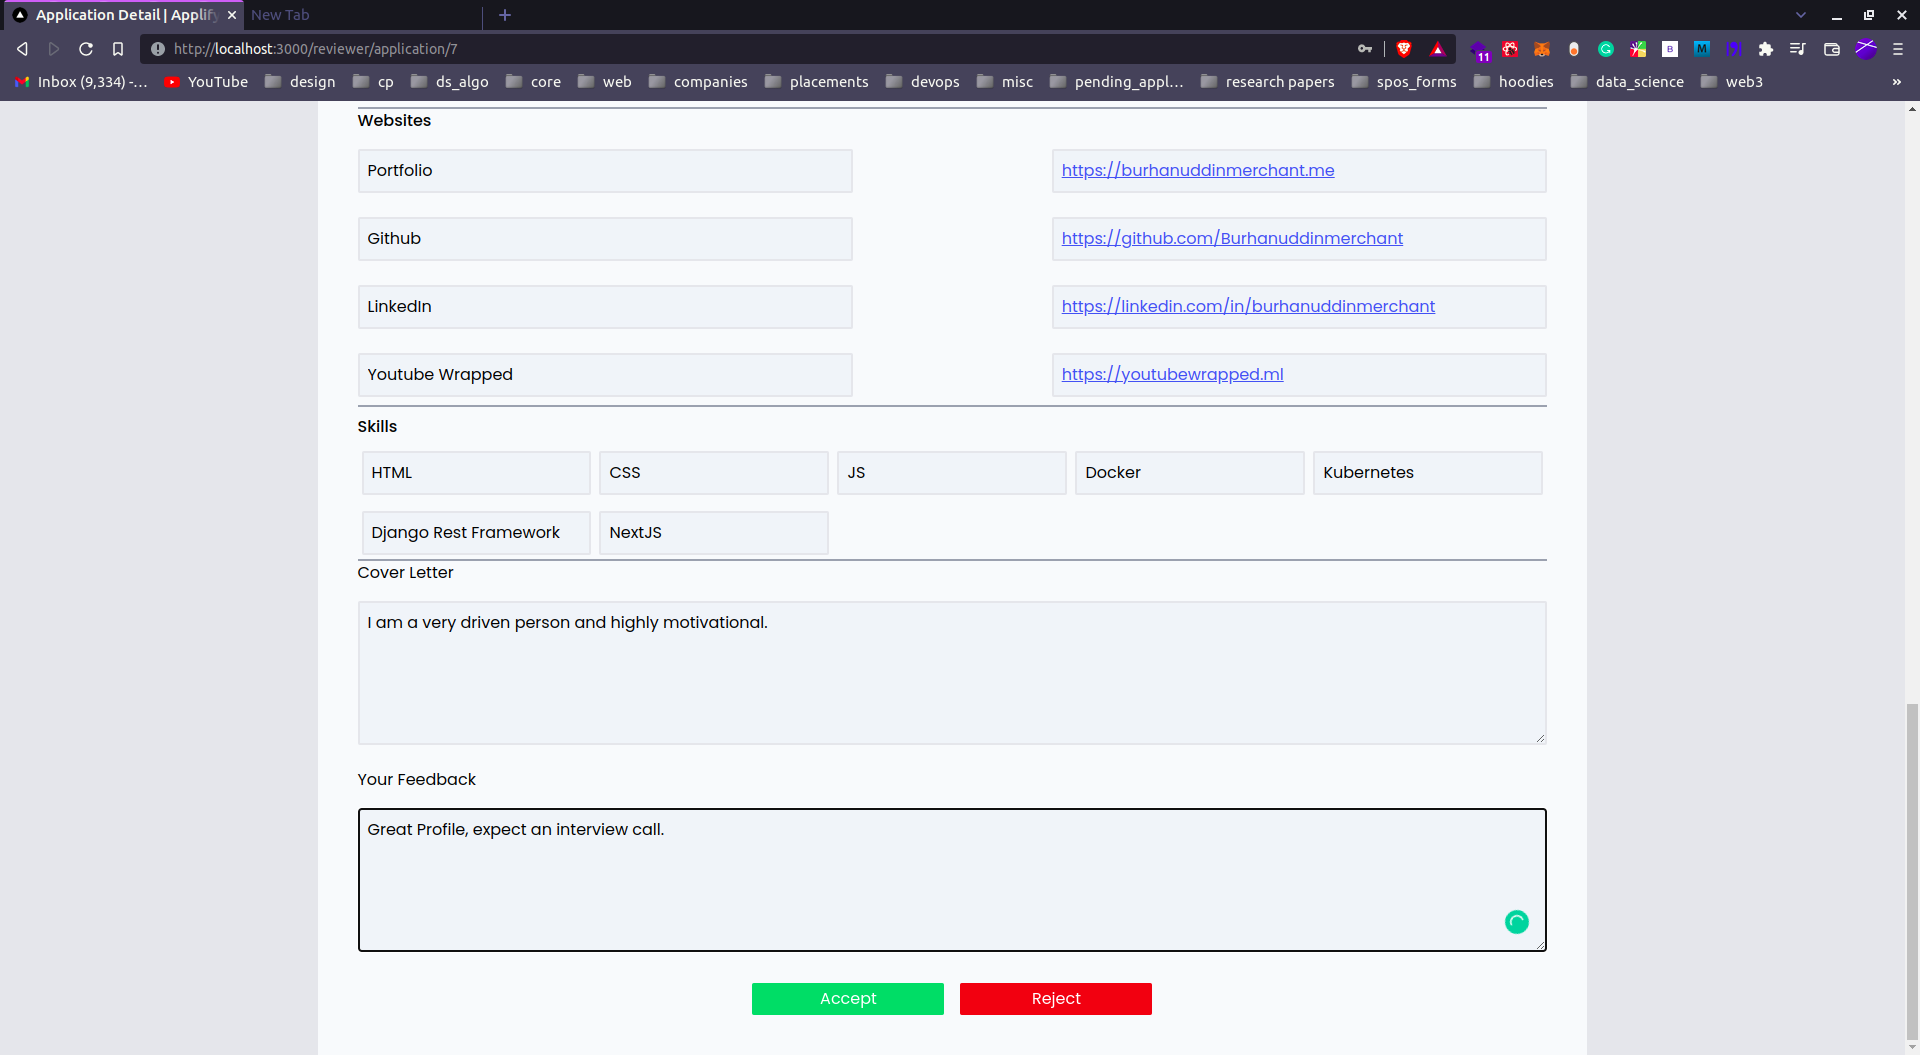 Application Detail | Applify
New Tab
http://localhost:3000/reviewer/application/7
11
B
M
Inbox (9,334) -...
YouTube
design
cp
ds_algo
core
web
companies
placements
devops
misc
pending_appl...
research papers
spos_forms
hoodies
data_science
web3
»
Websites
Portfolio
https://burhanuddinmerchant.me
Github
https://github.com/Burhanuddinmerchant
LinkedIn
https://linkedin.com/in/burhanuddinmerchant
Youtube Wrapped
https://youtubewrapped.ml
Skills
HTML
CSS
JS
Docker
Kubernetes
Django Rest Framework
NextJS
Cover Letter
I am a very driven person and highly motivational.
Your Feedback
Great Profile, expect an interview call.
Accept
Reject